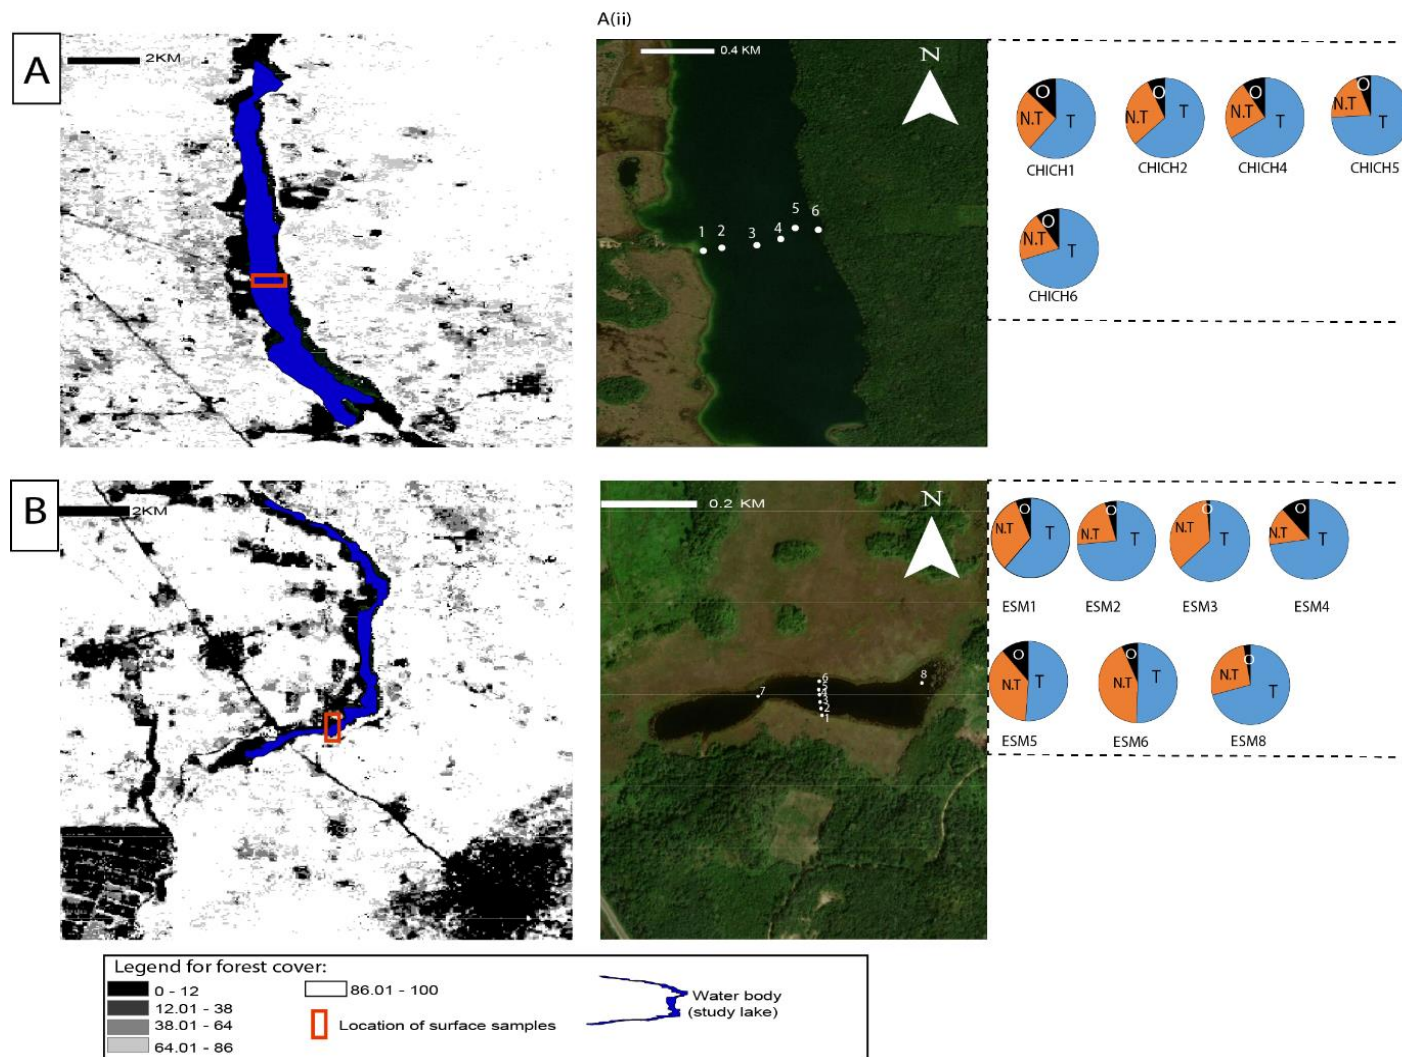 A(ii)
A
2KM
0.4 KM
N
1 2 3 4 5 6
O
N.T
T
CHICH1
O
N.T
T
CHICH2
O
N.T
T
CHICH4
O
N.T
T
CHICH5
O
N.T
T
CHICH6
B
2KM
0.2 KM
N
6
2
1
7
8
O
N.T
T
ESM1
O
N.T
T
ESM2
O
N.T
T
ESM3
O
N.T
T
ESM4
O
N.T
T
ESM5
O
N.T
T
ESM6
O
N.T
T
ESM8
Legend for forest cover:
0 - 12
12.01 - 38
38.01 - 64
64.01 - 86
86.01 - 100
Location of surface samples
Water body
(study lake)